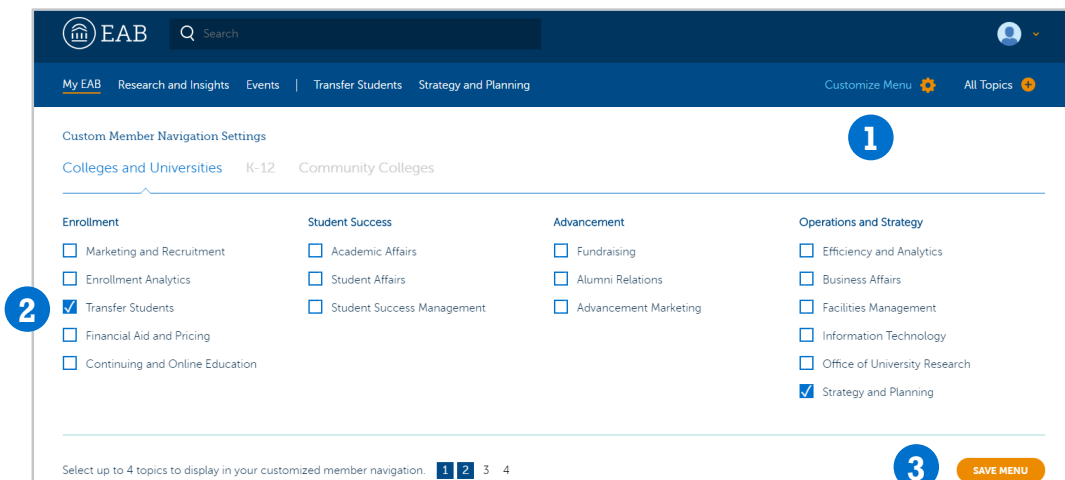 EAB
Search
My EAB Research and Insights Events | Transfer Students Strategy and Planning Customize Menu All Topics
1
Custom Member Navigation Settings
Colleges and Universities K-12 Community Colleges
Enrollment Student Success Advancement Operations and Strategy
Marketing and Recruitment Academic Affairs Fundraising Efficiency and Analytics
Enrollment Analytics Student Affairs Alumni Relations Business Affairs
2 Transfer Students Student Success Management Advancement Marketing Facilities Management
Financial Aid and Pricing Information Technology
Continuing and Online Education Office of University Research
Strategy and Planning
Select up to 4 topics to display in your customized member navigation. 1 2 3 4 3 SAVE MENU